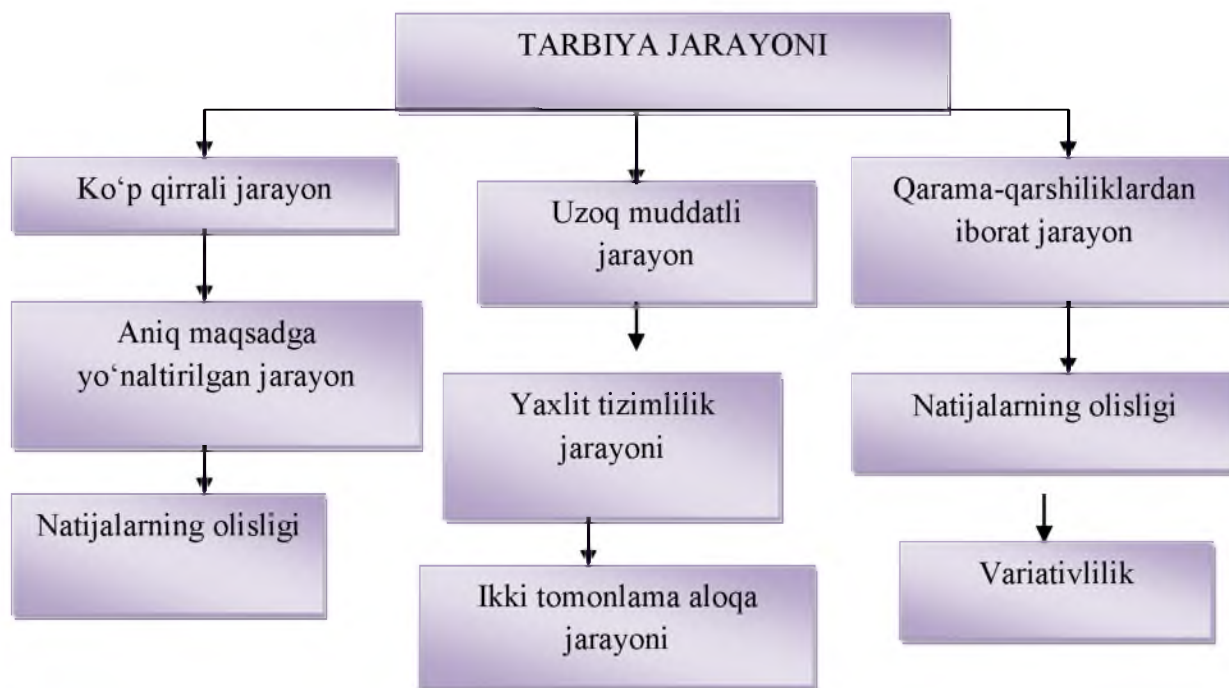 TARBIYA JARAYONI
Ko‘p qirrali jarayon
Aniq maqsadga
yo‘naltirilgan jarayon
Natijalarning olisligi
Uzoq muddatli
jarayon
Yaxlit tizimlilik
jarayoni
Ikki tomonlama aloqa
jarayoni
Qarama-qarshiliklardan
iborat jarayon
Natijalarning olisligi
Variativlilik